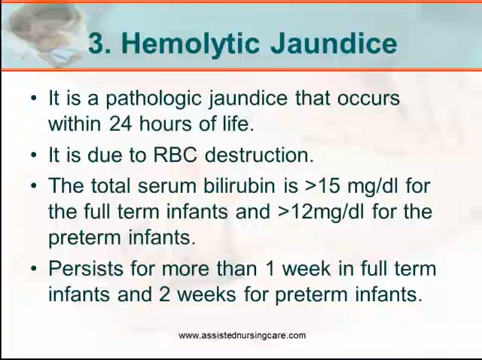 3. Hemolytic Jaundice
• It is a pathologic jaundice that occurs
within 24 hours of life.
• It is due to RBC destruction.
• The total serum bilirubin is >15 mg/dl for
the full term infants and >12mg/dl for the
preterm infants.
• Persists for more than 1 week in full term
infants and 2 weeks for preterm infants.
www.assistednursingcare.com